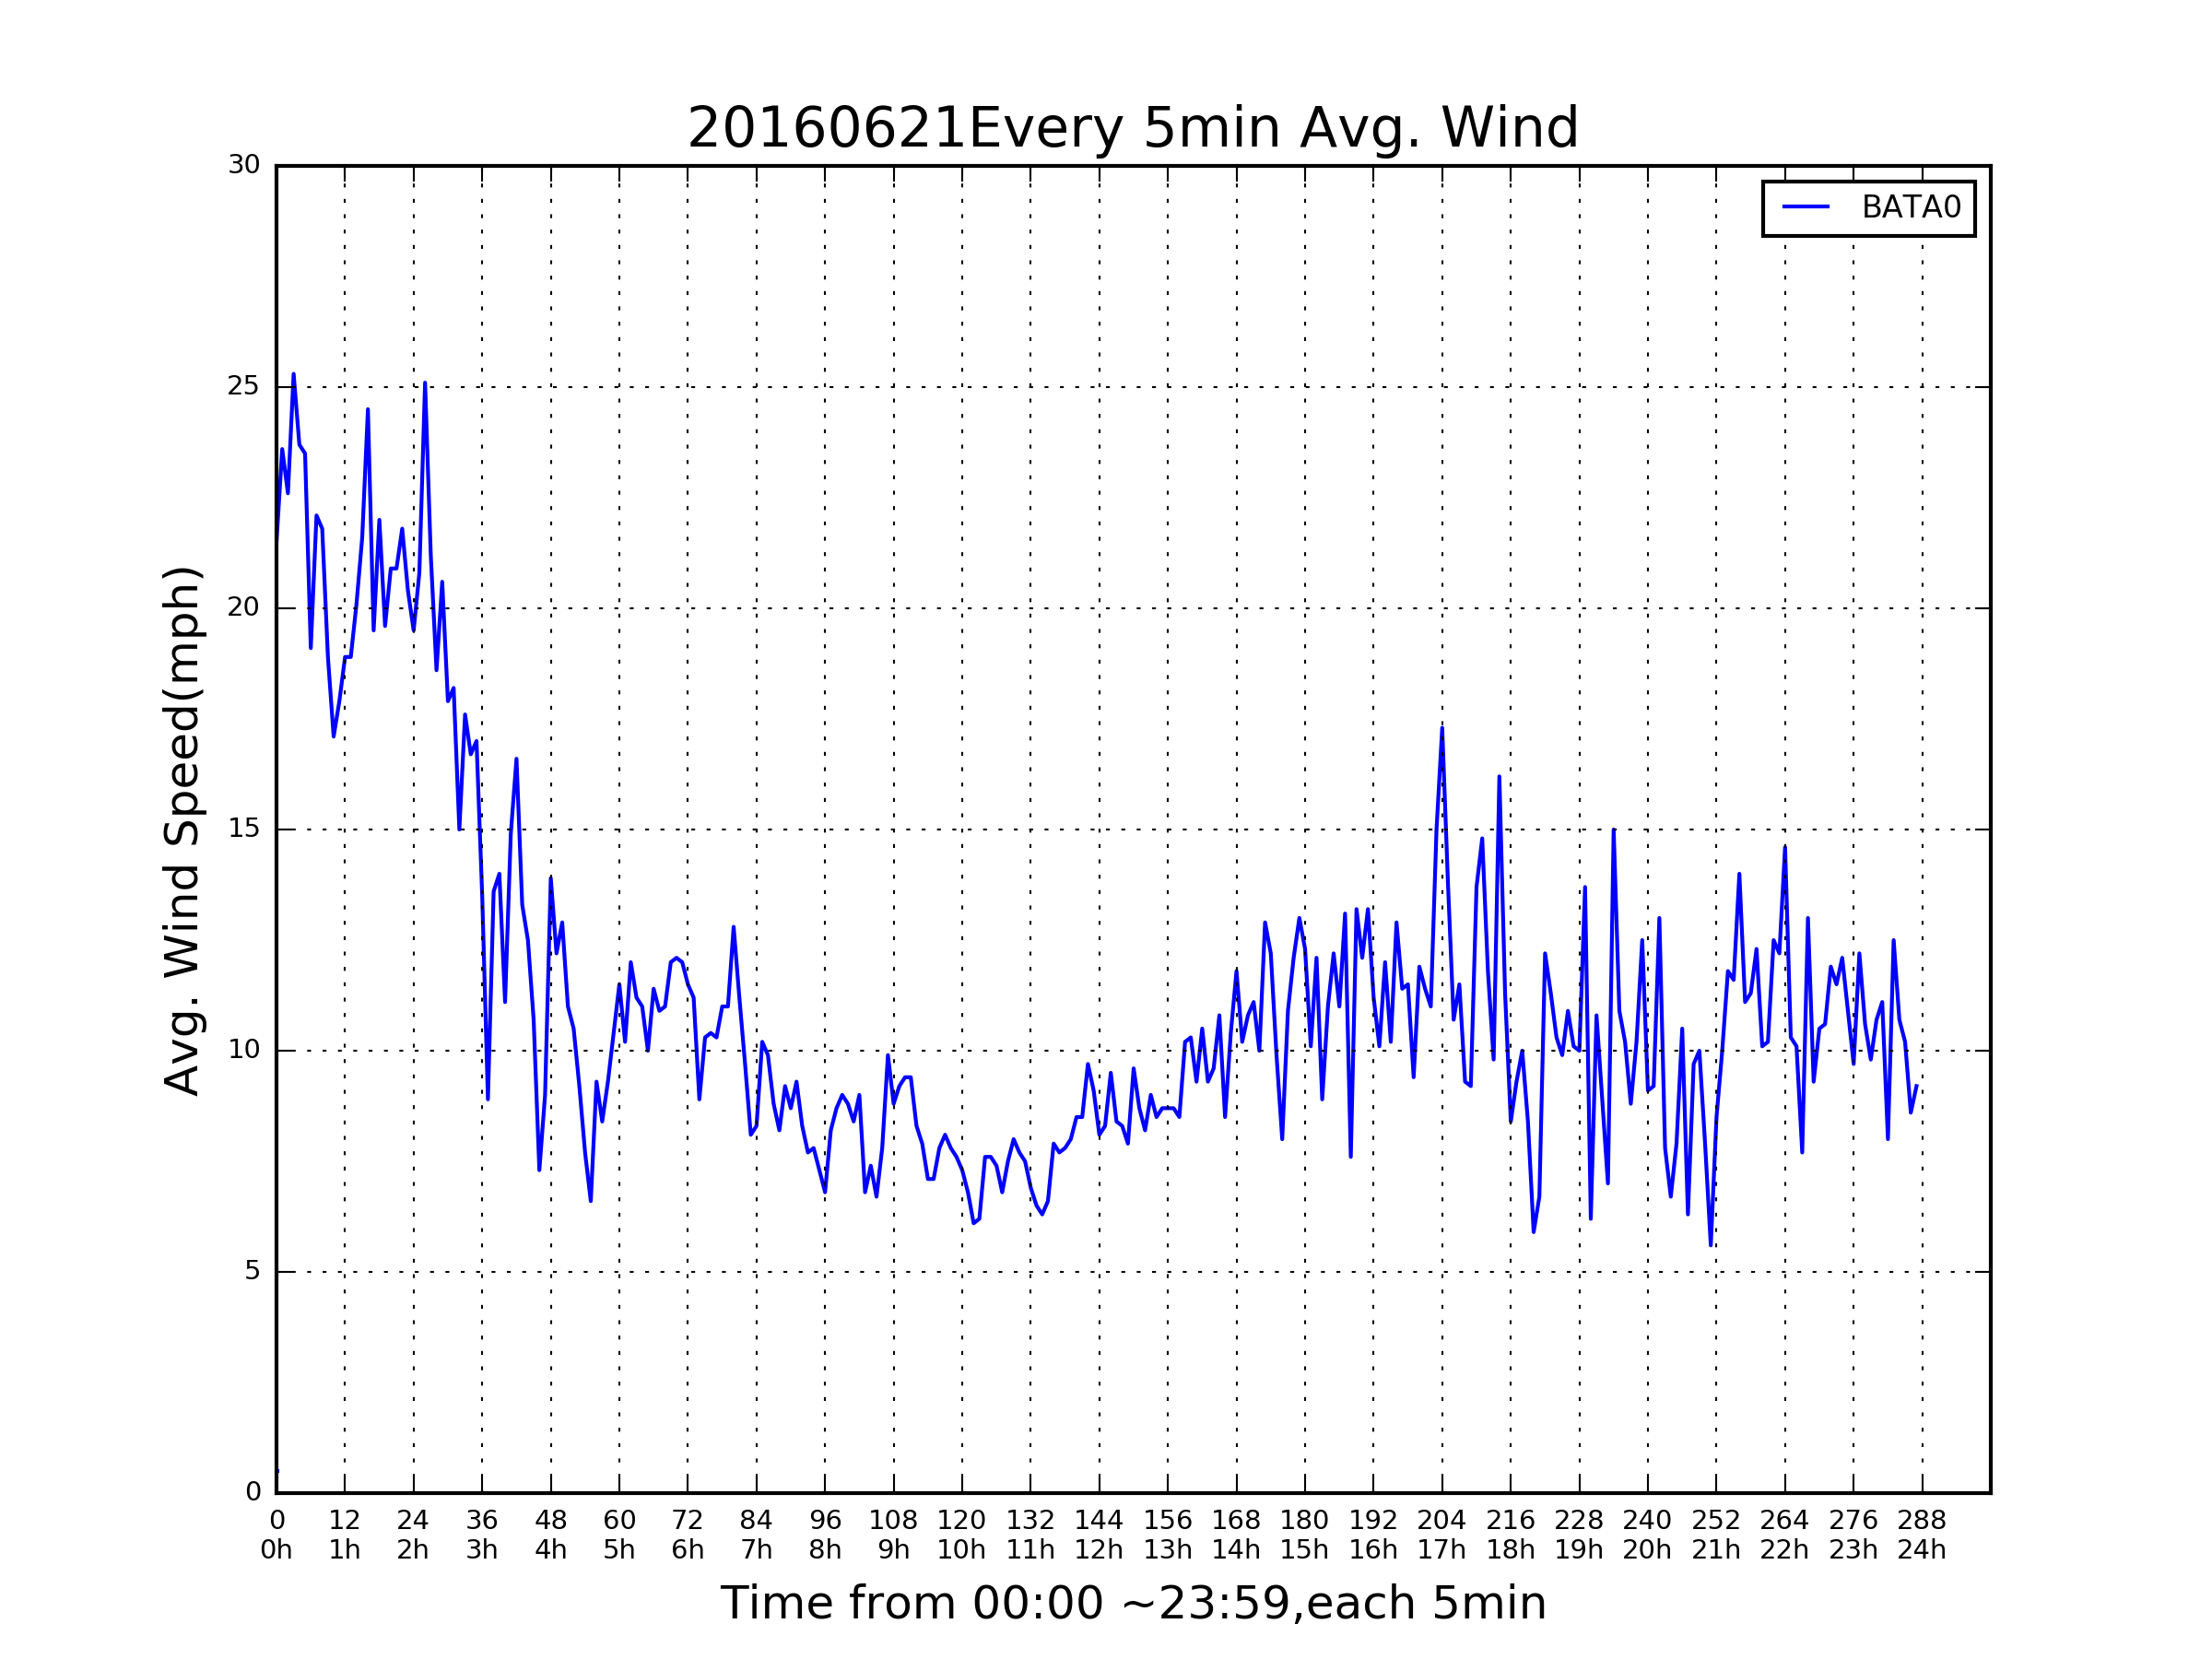 20160621Every 5min Avg. Wind
BATA0
Avg. Wind Speed(mph)
30
25
20
15
10
5
0
0 12 24 36 48 60 72 84 96 108 120 132 144 156 168 180 192 204 216 228 240 252 264 276 288
0h 1h 2h 3h 4h 5h 6h 7h 8h 9h 10h 11h 12h 13h 14h 15h 16h 17h 18h 19h 20h 21h 22h 23h 24h
Time from 00:00 ~23:59,each 5min